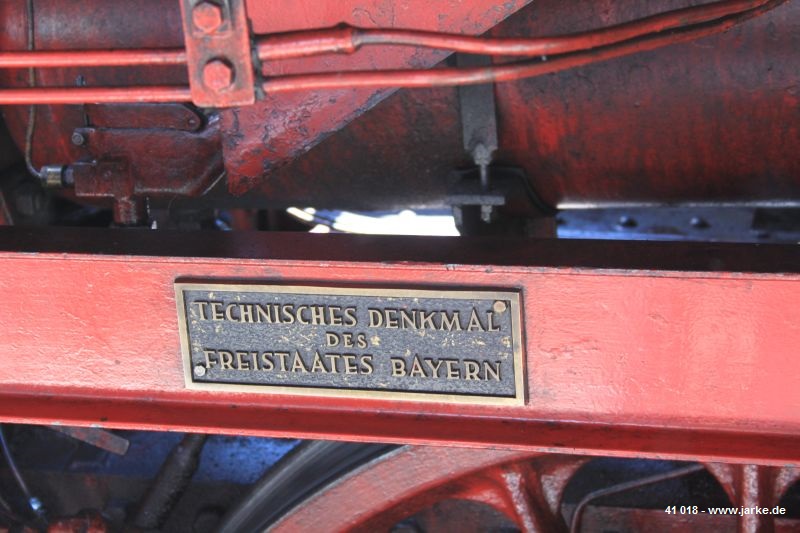 TECHNISCHES DENKMAL
DES
FREISTAATES BAYERN
41 018 - www.jarke.de